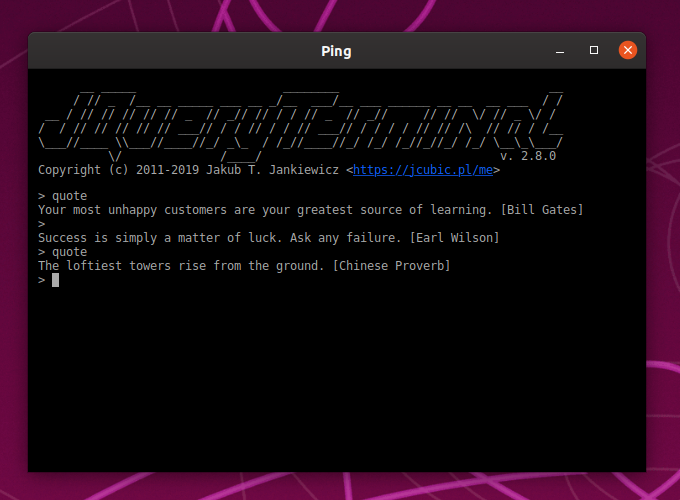 Ping
v. 2.8.0
Copyright (c) 2011-2019 Jakub T. Jankiewicz <https://jcubic.pl/me>
> quote
Your most unhappy customers are your greatest source of learning. [Bill Gates]
>
Success is simply a matter of luck. Ask any failure. [Earl Wilson]
> quote
The loftiest towers rise from the ground. [Chinese Proverb]
>